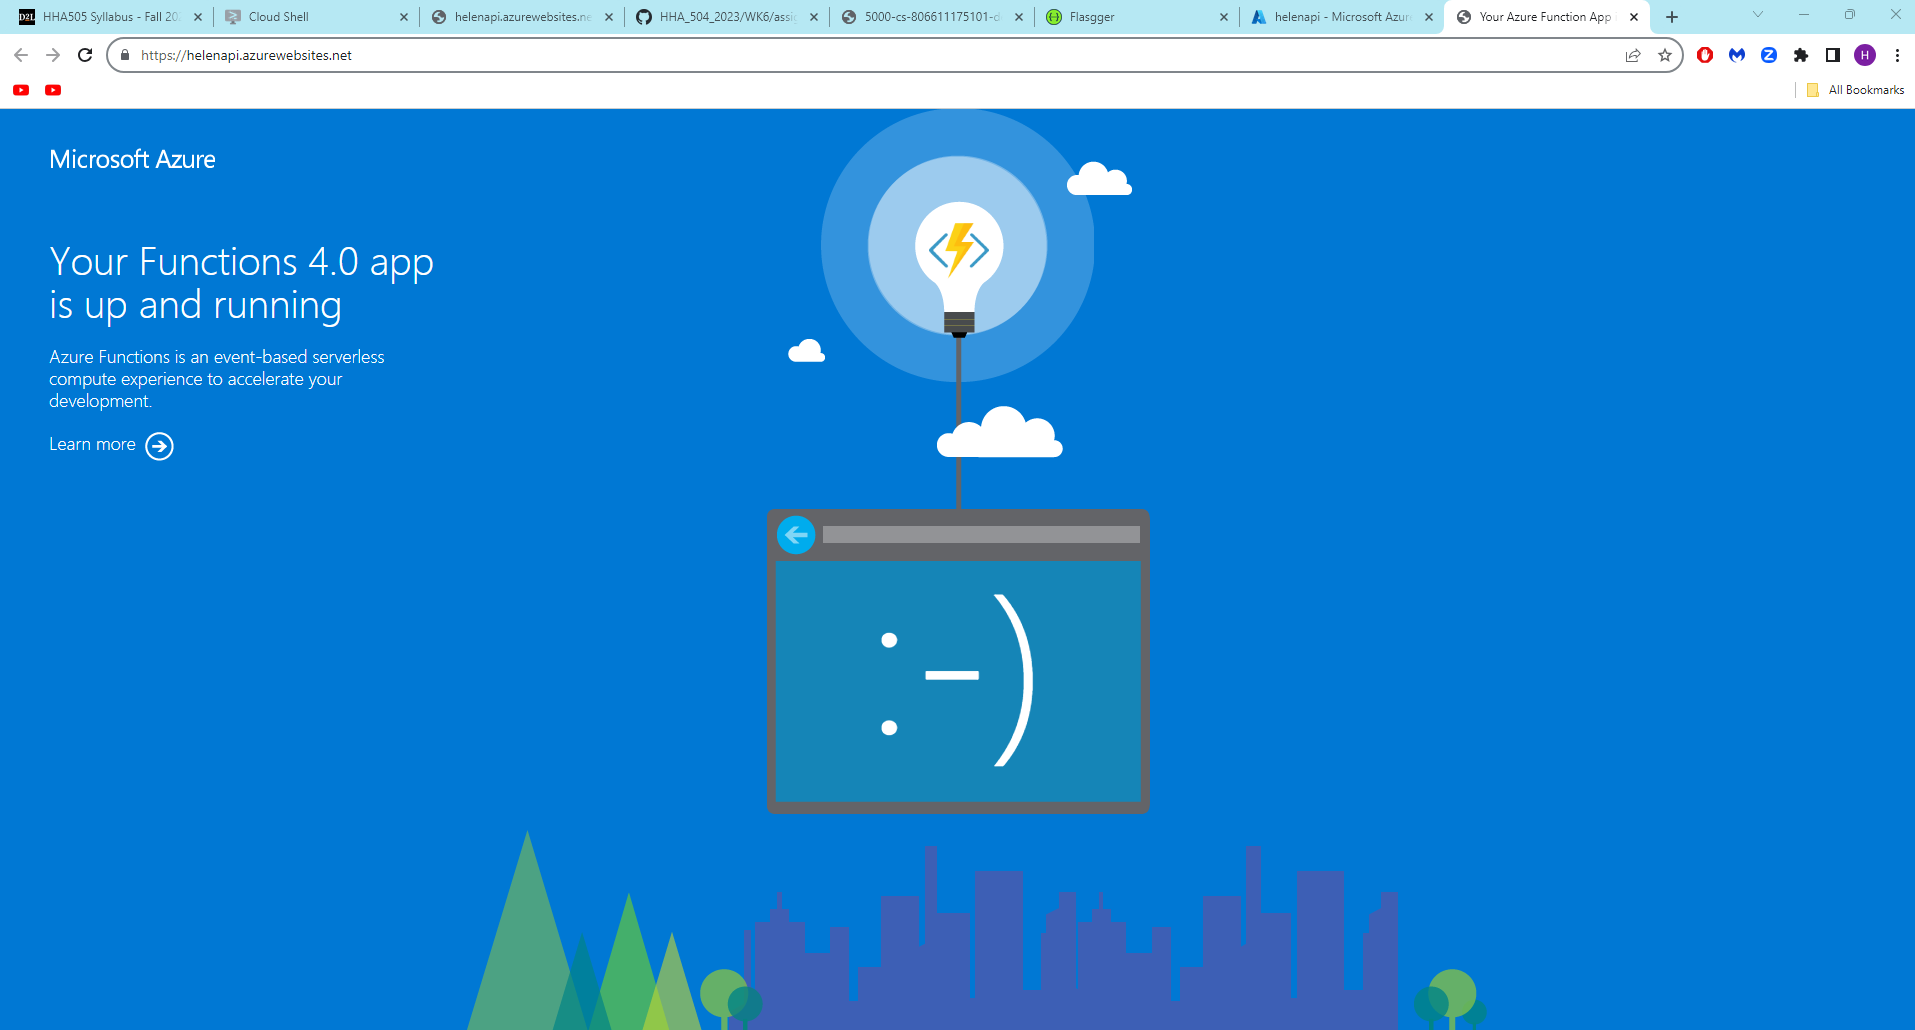 HHA505 Syllabus - Fall 20
Cloud Shell
helenapi.azurewebsites.ne
HHA_504_2023/WK6/assig
5000-cs-806611175101-d
Flasgger
helenapi - Microsoft Azur
Your Azure Function App
https://helenapi.azurewebsites.net
H
All Bookmarks
Microsoft Azure
Your Functions 4.0 app
is up and running
Azure Functions is an event-based serverless
compute experience to accelerate your
development.
Learn more
:-)